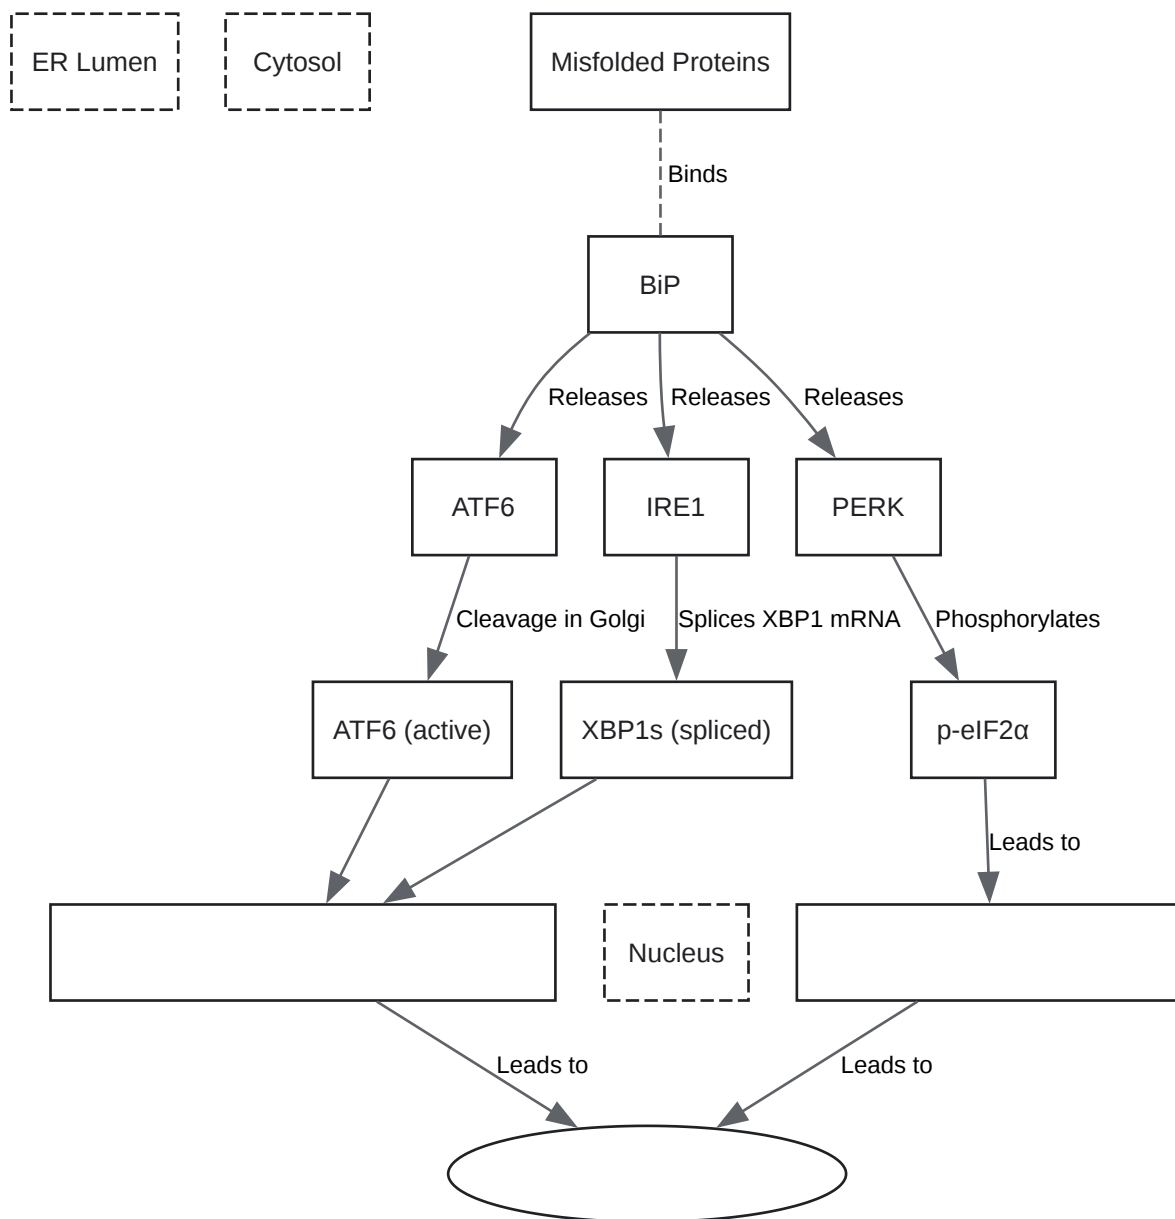 ER Lumen
Cytosol
Misfolded Proteins
Binds
BiP
Releases
Releases
Releases
ATF6
IRE1
PERK
Cleavage in Golgi
Splices XBP1 mRNA
Phosphorylates
ATF6 (active)
XBP1s (spliced)
p-eIF2α
Leads to
Nucleus
Leads to
Leads to